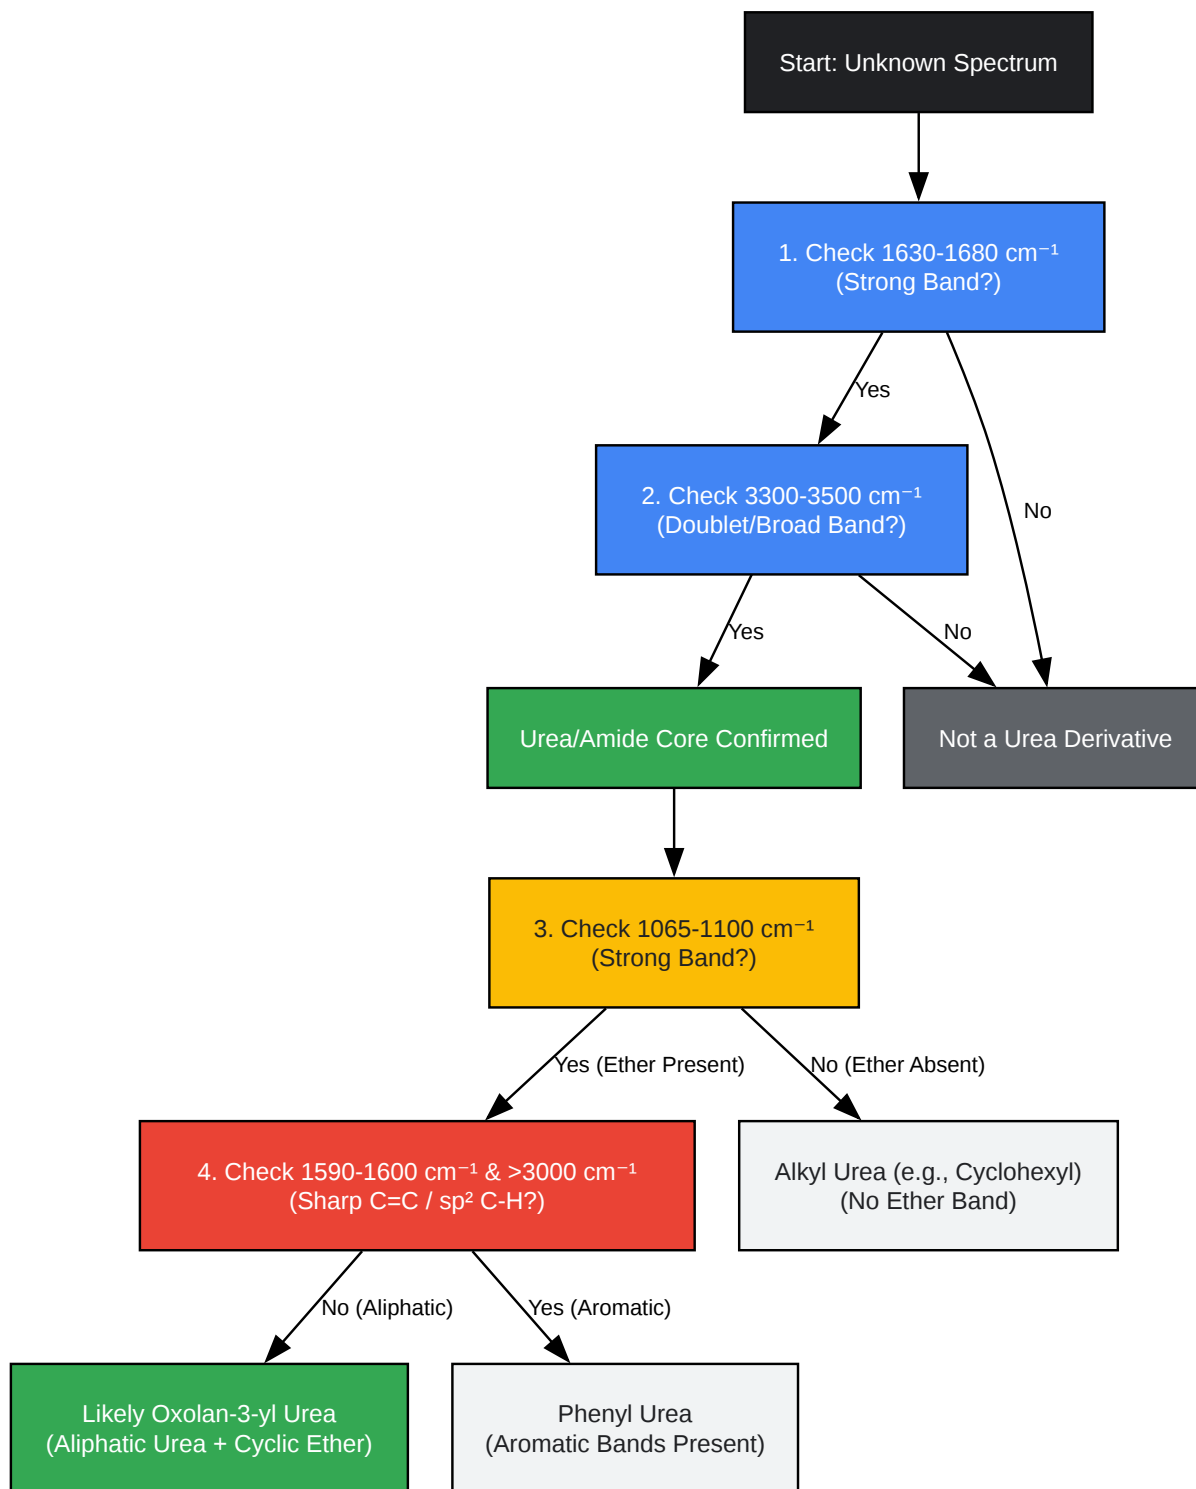 Start: Unknown Spectrum
1. Check 1630-1680 cm⁻¹
(Strong Band?)
Yes
2. Check 3300-3500 cm⁻¹
(Doublet/Broad Band?)
No
Yes
No
Urea/Amide Core Confirmed
Not a Urea Derivative
3. Check 1065-1100 cm⁻¹
(Strong Band?)
Yes (Ether Present)
No (Ether Absent)
4. Check 1590-1600 cm⁻¹ & >3000 cm⁻¹
(Sharp C=C / sp² C-H?)
Alkyl Urea (e.g., Cyclohexyl)
(No Ether Band)
No (Aliphatic)
Yes (Aromatic)
Likely Oxolan-3-yl Urea
(Aliphatic Urea + Cyclic Ether)
Phenyl Urea
(Aromatic Bands Present)